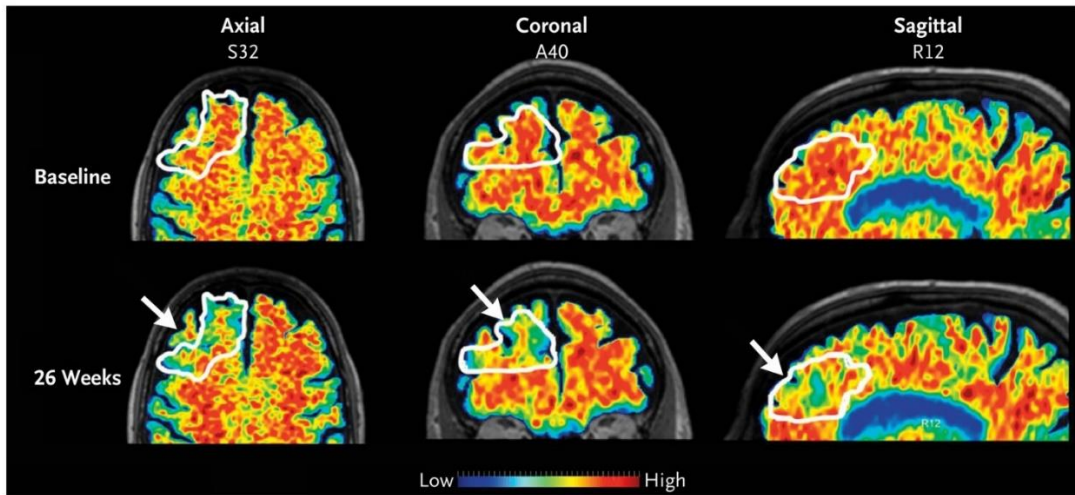 Axial
S32
Coronal
A40
Sagittal
R12
Baseline
26 Weeks
R12
Low High